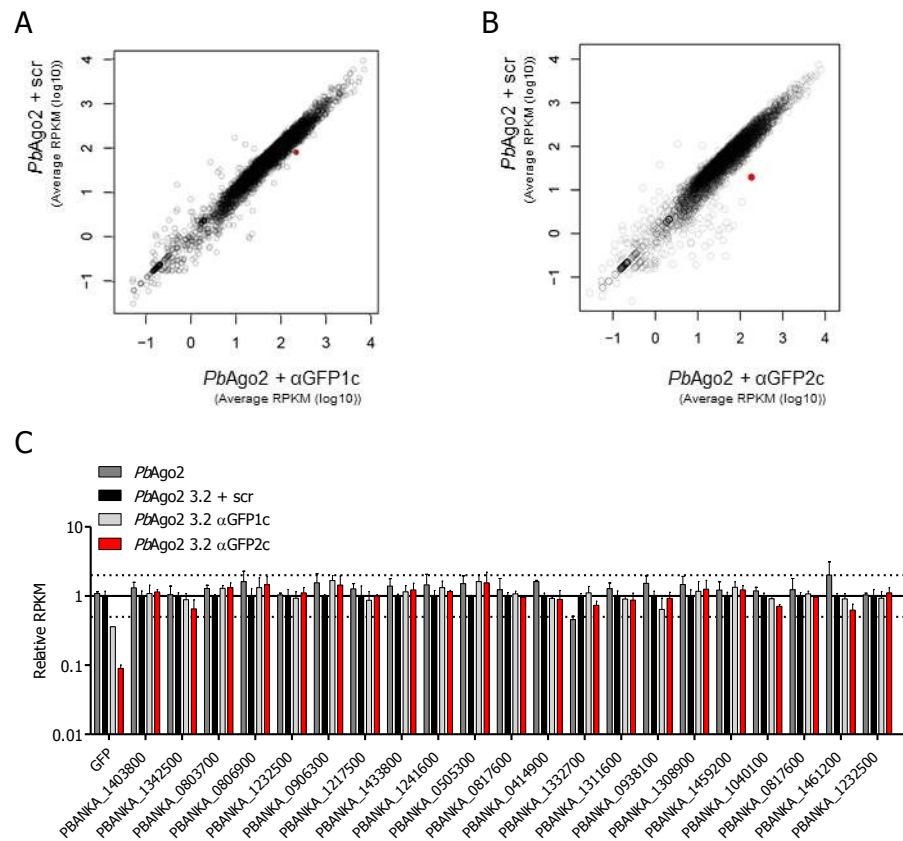 A
B
PbAgo2 + scr
(Average RPKM (log10))
4
3
2
1
0
−1
−1 0 1 2 3 4
PbAgo2 + αGFP1c
(Average RPKM (log10))
PbAgo2 + scr
(Average RPKM (log10))
4
3
2
1
0
−1
−1 0 1 2 3 4
PbAgo2 + αGFP2c
(Average RPKM (log10))
C
PbAgo2
PbAgo2 3.2 + scr
PbAgo2 3.2 αGFP1c
PbAgo2 3.2 αGFP2c
Relative RPKM
10
1
0.1
0.01
GFP
PBANKA_1403800
PBANKA_1342500
PBANKA_0803700
PBANKA_0806900
PBANKA_1232500
PBANKA_0906300
PBANKA_1217500
PBANKA_1433800
PBANKA_1241600
PBANKA_0505300
PBANKA_0817600
PBANKA_0414900
PBANKA_1332700
PBANKA_1311600
PBANKA_0938100
PBANKA_1308900
PBANKA_1459200
PBANKA_1040100
PBANKA_0817600
PBANKA_1461200
PBANKA_1232500